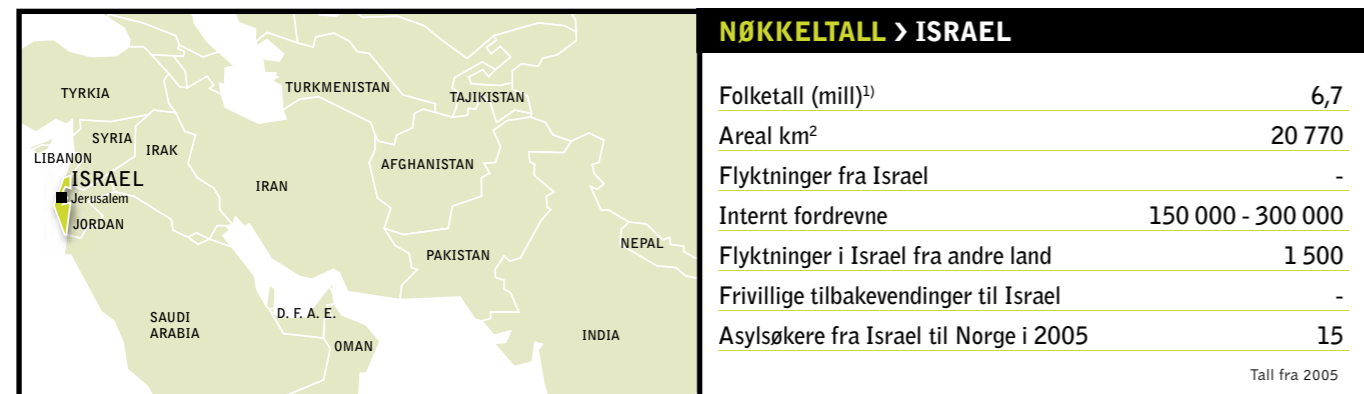 TYRKIA
TURKMENISTAN
TAJIKISTAN
SYRIA
LIBANON
IRAK
AFGHANISTAN
ISRAEL
IRAN
Jerusalem
JORDAN
NEPAL
PAKISTAN
SAUDI
ARABIA
D. F. A. E.
OMAN
INDIA
NØKKELTALL > ISRAEL
Folketall (mill)¹⁾ 6,7
Areal km² 20 770
Flyktninger fra Israel -
Internt fordrevne 150 000 - 300 000
Flyktninger i Israel fra andre land 1 500
Frivillige tilbakevendinger til Israel -
Asylsøkere fra Israel til Norge i 2005 15
Tall fra 2005